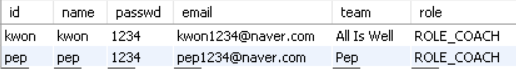 id name passwd email team role
kwon kwon 1234 kwon1234@naver.com All Is Well ROLE_COACH
pep pep 1234 pep1234@naver.com Pep ROLE_COACH